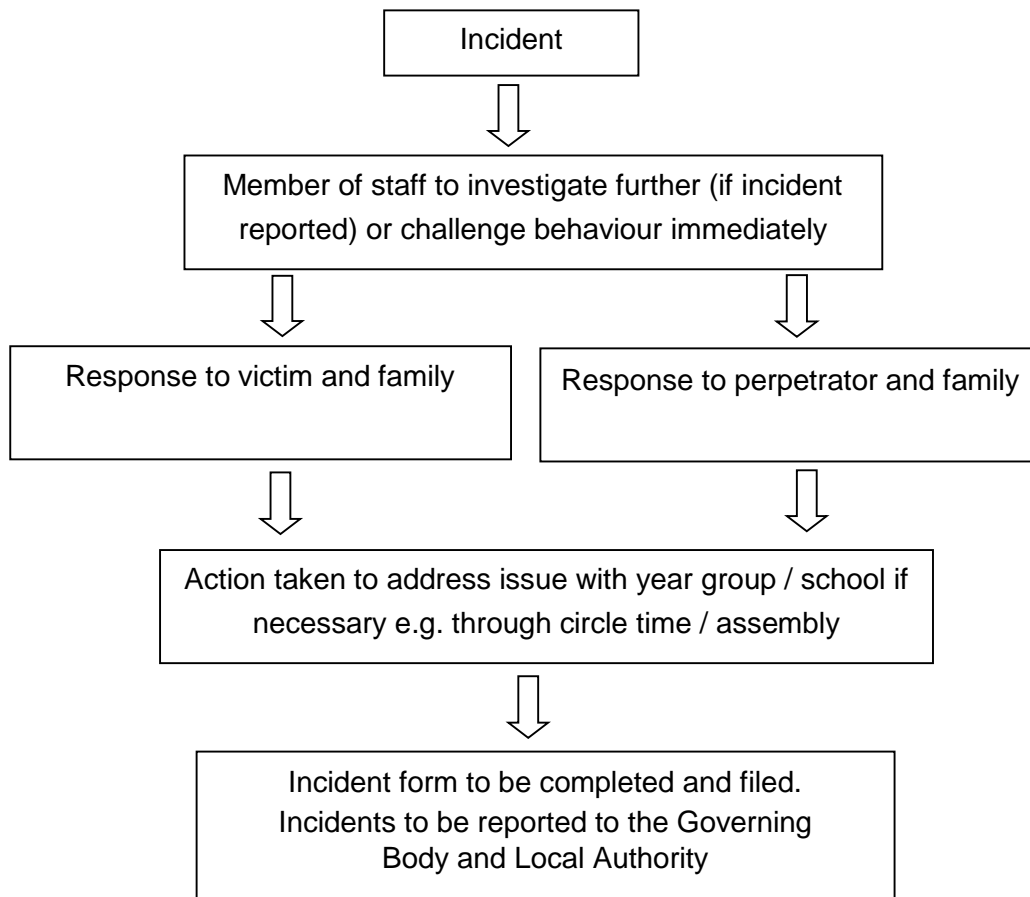 Incident
Member of staff to investigate further (if incident
reported) or challenge behaviour immediately
Response to victim and family
Response to perpetrator and family
Action taken to address issue with year group / school if
necessary e.g. through circle time / assembly
Incident form to be completed and filed.
Incidents to be reported to the Governing
Body and Local Authority